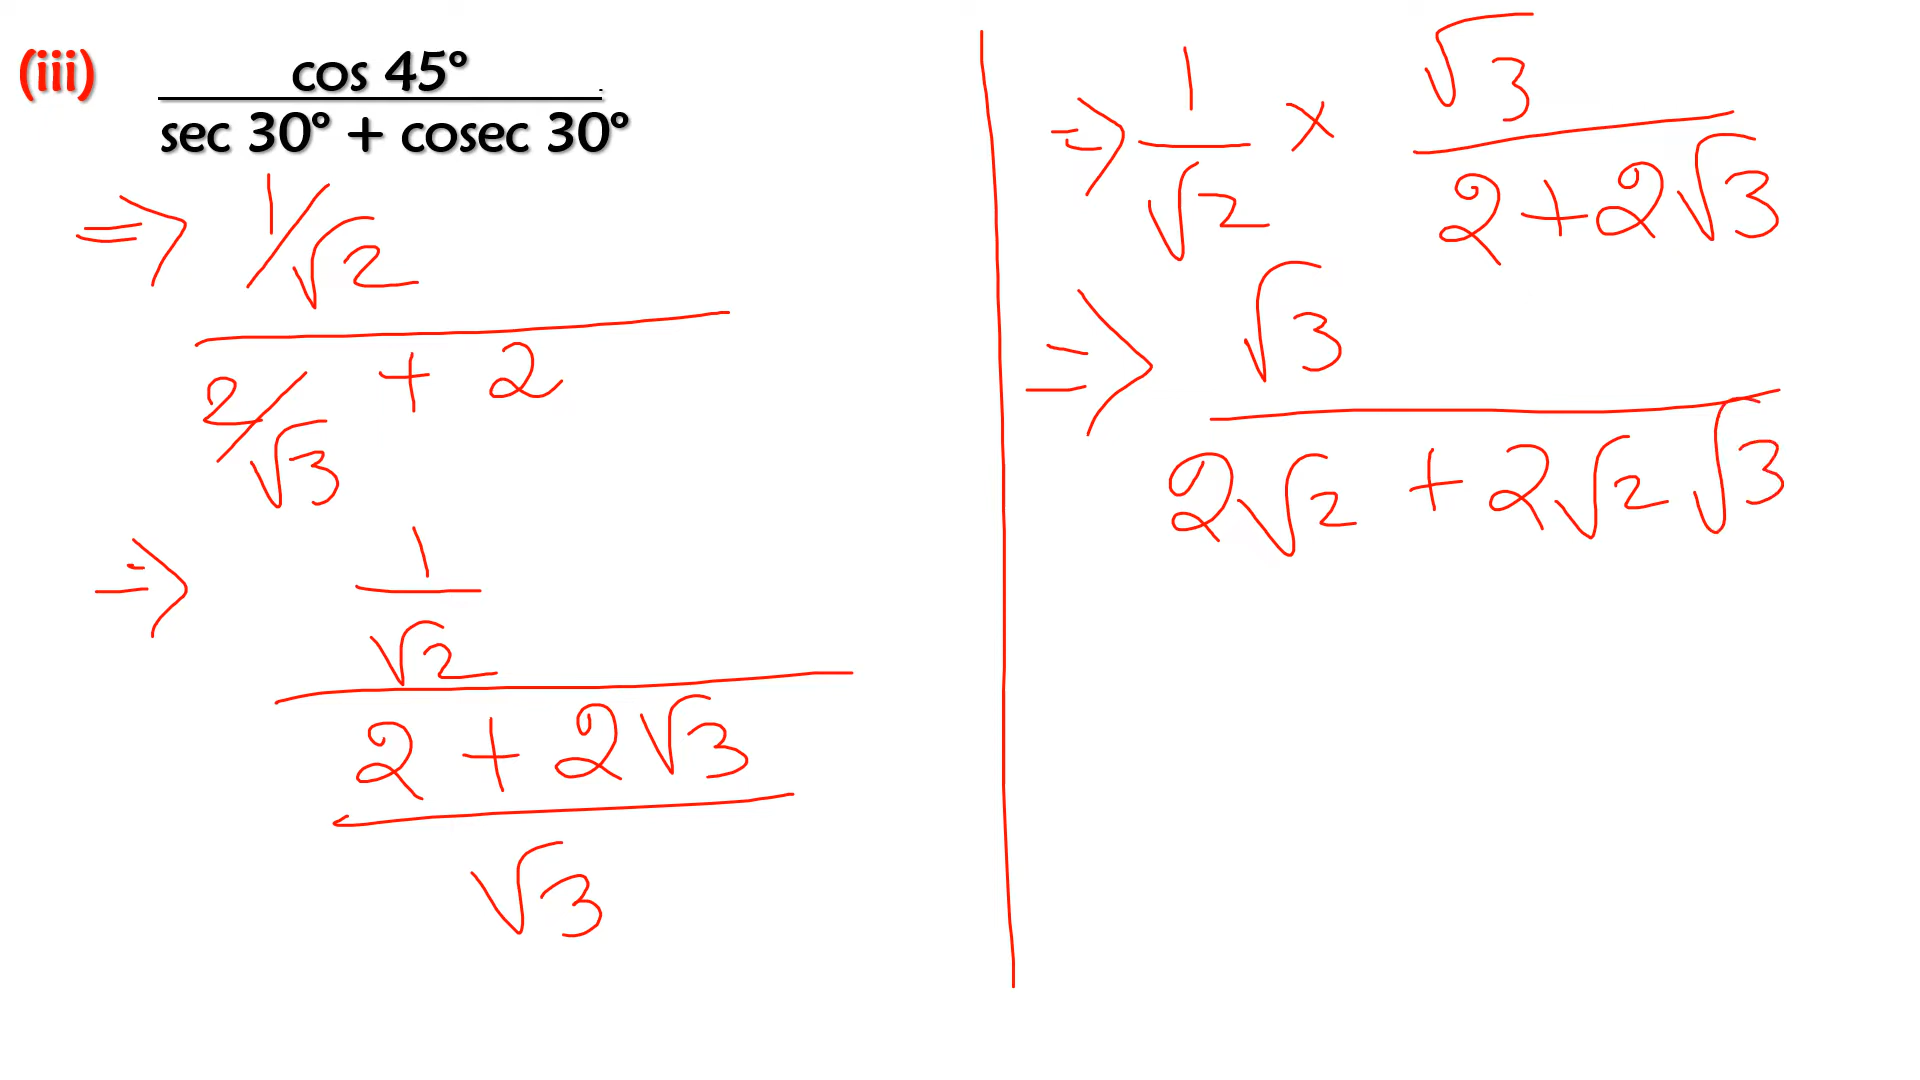 (iii) cos 45°
sec 30° + cosec 30°
⇒ 1/√2
2/√3 + 2
⇒ 1
√2
2 + 2√3
√3
⇒ 1 × √3
√2 2+2√3
⇒ √3
2√2 + 2√2 √3